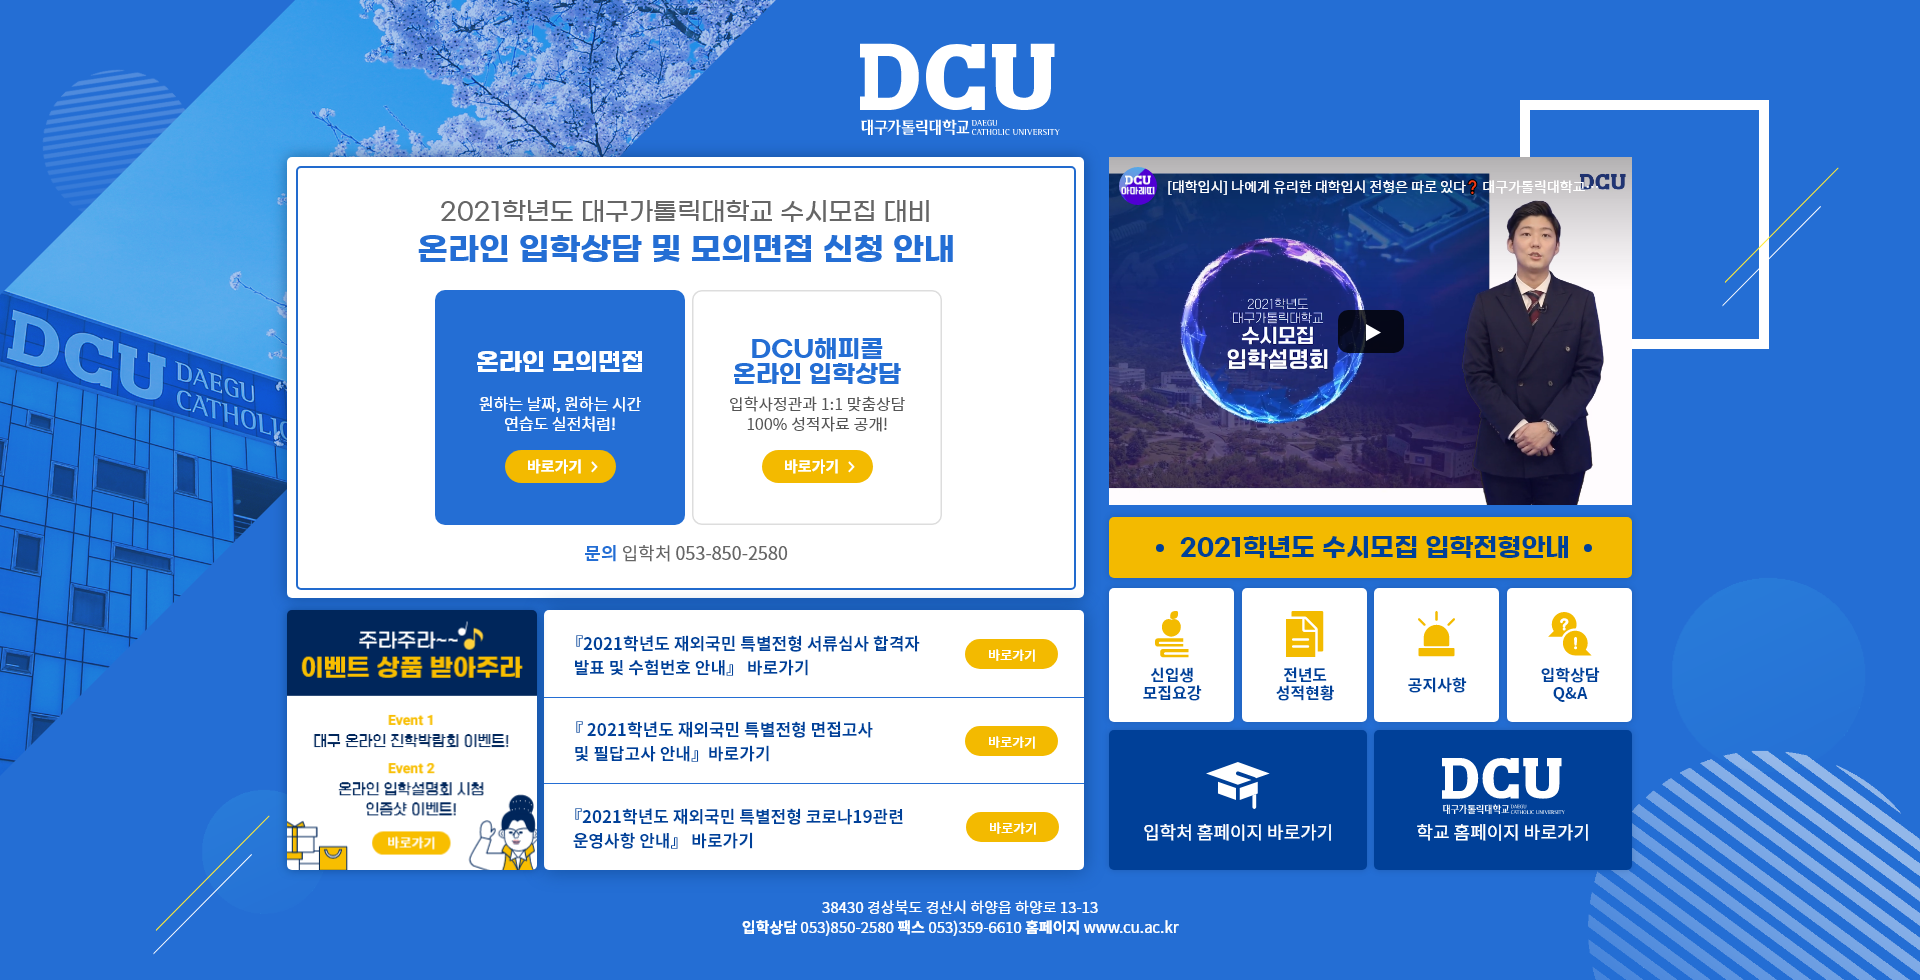 DCU
대구가톨릭대학교 DAEGU
CATHOLIC UNIVERSITY
DCU DAEGU
CATHOLIC
2021학년도 대구가톨릭대학교 수시모집 대비
온라인 입학상담 및 모의면접 신청 안내
온라인 모의면접
원하는 날짜, 원하는 시간
연습도 실전처럼!
바로가기
DCU해피콜
온라인 입학상담
입학사정관과 1:1 맞춤상담
100% 성적자료 공개!
바로가기
문의 입학처 053-850-2580
DCU
아마레띠
[대학입시] 나에게 유리한 대학입시 전형은 따로 있다❓ 대구가톨릭대학교…
DCU
2021학년도
대구가톨릭대학교
수시모집
입학설명회
• 2021학년도 수시모집 입학전형안내 •
신입생
모집요강
전년도
성적현황
공지사항
입학상담
Q&A
입학처 홈페이지 바로가기
DCU
대구가톨릭대학교 DAEGU
CATHOLIC UNIVERSITY
학교 홈페이지 바로가기
주라주라~~
이벤트 상품 받아주라
Event 1
대구 온라인 진학박람회 이벤트!
Event 2
온라인 입학설명회 시청
인증샷 이벤트!
바로가기
『2021학년도 재외국민 특별전형 서류심사 합격자
발표 및 수험번호 안내』 바로가기
바로가기
『 2021학년도 재외국민 특별전형 면접고사
및 필답고사 안내』 바로가기
바로가기
『2021학년도 재외국민 특별전형 코로나19관련
운영사항 안내』 바로가기
바로가기
38430 경상북도 경산시 하양읍 하양로 13-13
입학상담 053)850-2580 팩스 053)359-6610 홈페이지 www.cu.ac.kr